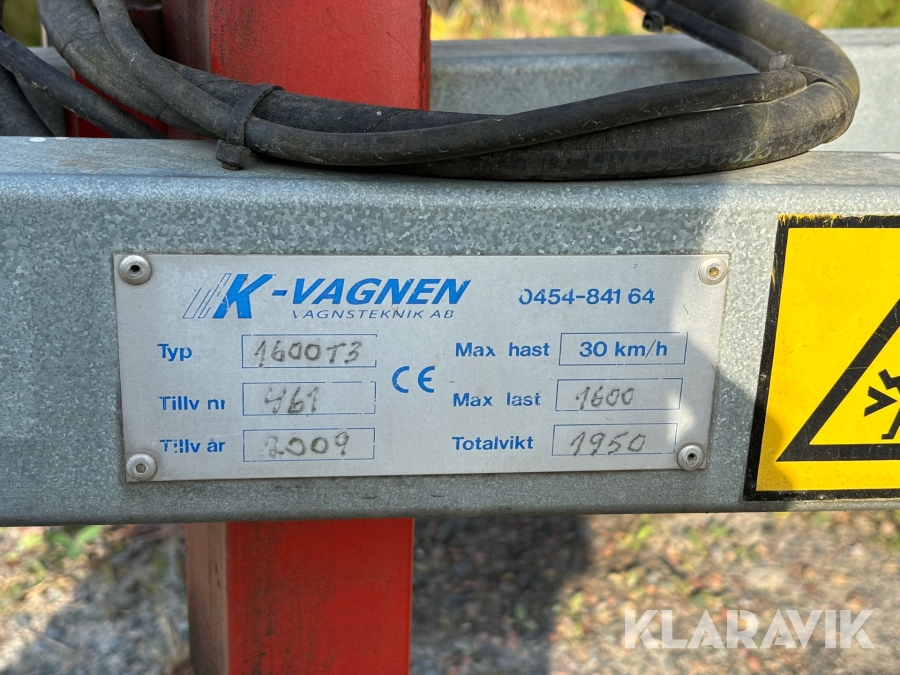 K-VAGNEN
VAGNSTEKNIK AB
0454-841 64
Typ 1600T3
Max hast 30 km/h
CE
Tillv nr 461
Max last 1600
Tillv år 2009
Totalvikt 1950
KLARAVIK